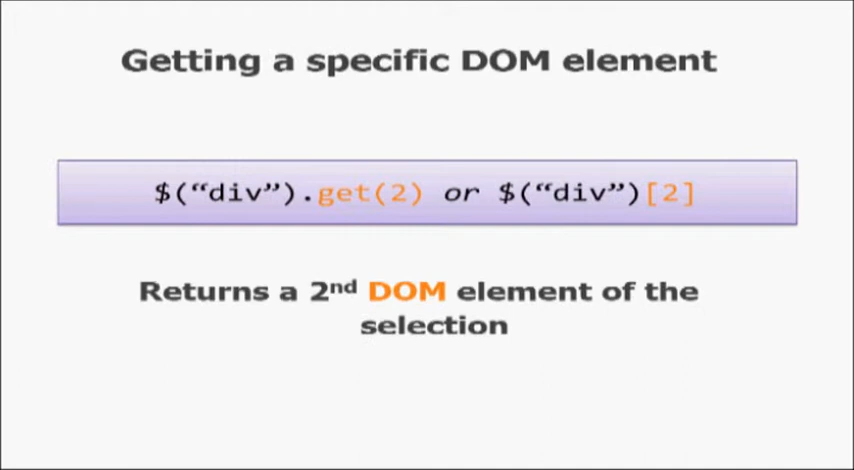 Getting a specific DOM element
$(“div”).get(2) or $(“div”)[2]
Returns a 2nd DOM element of the
selection